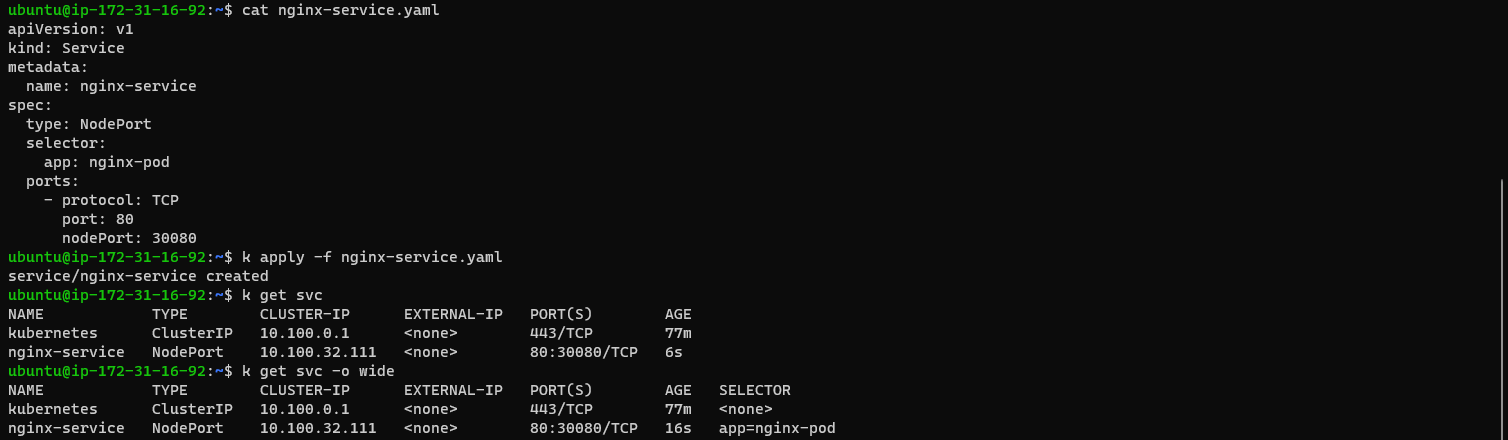 ubuntu@ip-172-31-16-92:~$ cat nginx-service.yaml
apiVersion: v1
kind: Service
metadata:
  name: nginx-service
spec:
  type: NodePort
  selector:
    app: nginx-pod
  ports:
    - protocol: TCP
      port: 80
      nodePort: 30080
ubuntu@ip-172-31-16-92:~$ k apply -f nginx-service.yaml
service/nginx-service created
ubuntu@ip-172-31-16-92:~$ k get svc
NAME            TYPE        CLUSTER-IP      EXTERNAL-IP   PORT(S)        AGE
kubernetes      ClusterIP   10.100.0.1      <none>        443/TCP        77m
nginx-service   NodePort    10.100.32.111   <none>        80:30080/TCP   6s
ubuntu@ip-172-31-16-92:~$ k get svc -o wide
NAME            TYPE        CLUSTER-IP      EXTERNAL-IP   PORT(S)        AGE   SELECTOR
kubernetes      ClusterIP   10.100.0.1      <none>        443/TCP        77m   <none>
nginx-service   NodePort    10.100.32.111   <none>        80:30080/TCP   16s   app=nginx-pod